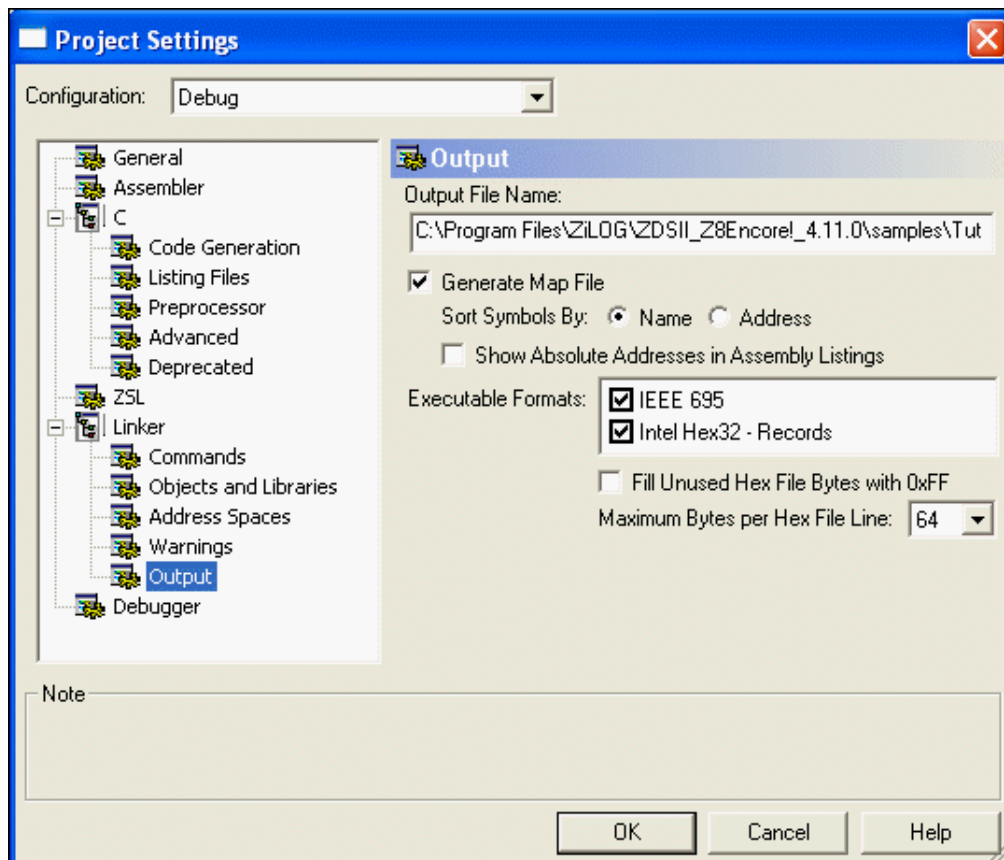 Project Settings
Configuration: Debug
General
Assembler
C
Code Generation
Listing Files
Preprocessor
Advanced
Deprecated
ZSL
Linker
Commands
Objects and Libraries
Address Spaces
Warnings
Output
Debugger
Output
Output File Name:
C:\Program Files\ZiLOG\ZDSII_Z8Encore!_4.11.0\samples\Tut
Generate Map File
Sort Symbols By: Name Address
Show Absolute Addresses in Assembly Listings
Executable Formats: IEEE 695
Intel Hex32 - Records
Fill Unused Hex File Bytes with 0xFF
Maximum Bytes per Hex File Line: 64
Note
OK Cancel Help